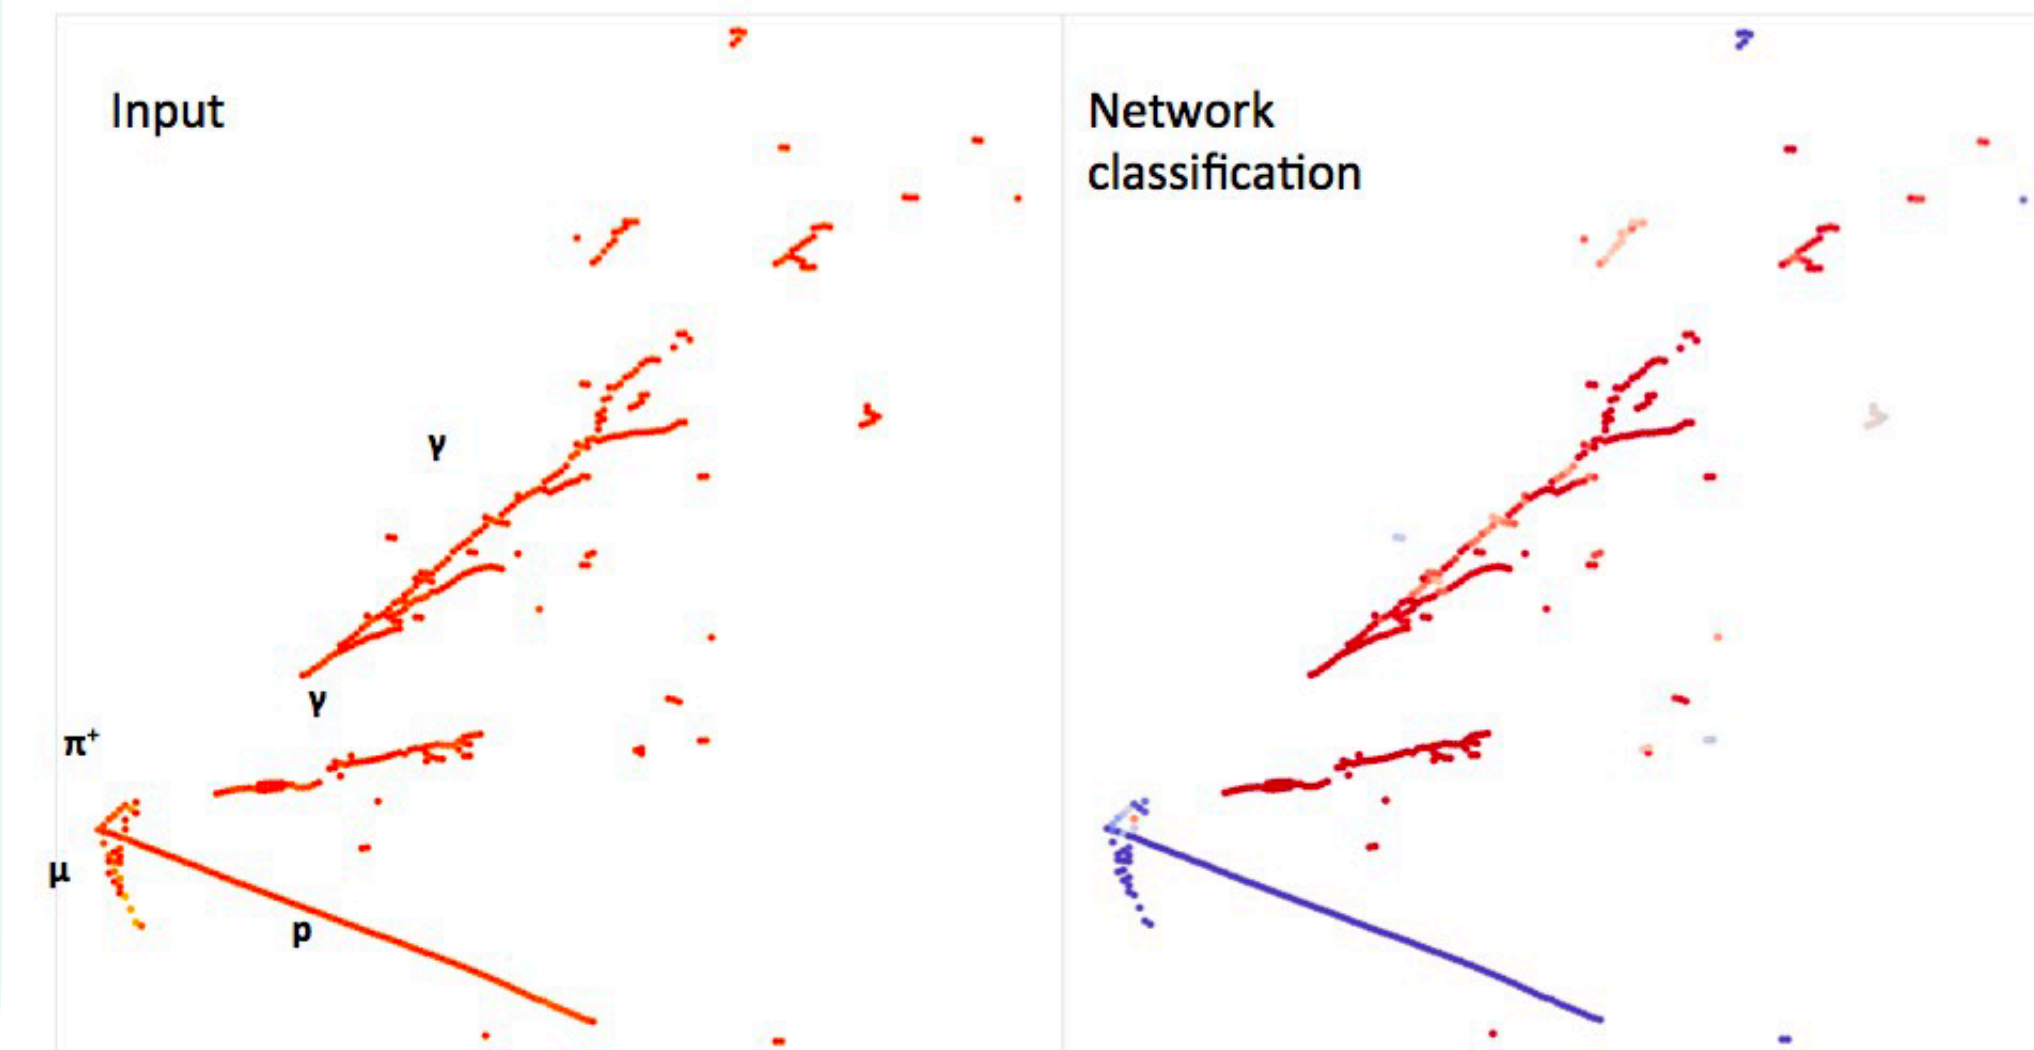 Input
Network
classification
γ
γ
π⁺
μ
p